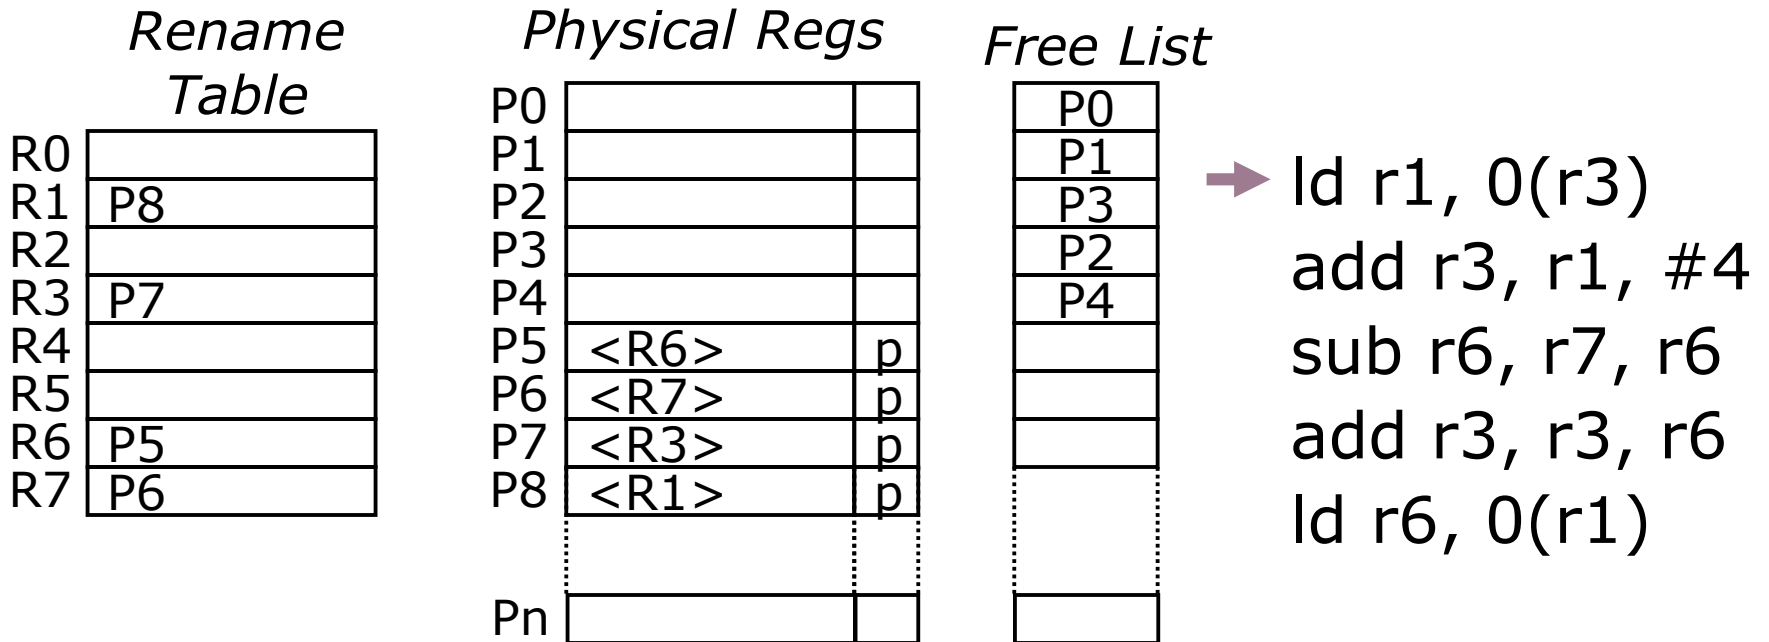 Rename
Table
R0
R1 P8
R2
R3 P7
R4
R5
R6 P5
R7 P6
Physical Regs
P0
P1
P2
P3
P4
P5 <R6> p
P6 <R7> p
P7 <R3> p
P8 <R1> p
Pn
Free List
P0
P1
P3
P2
P4
ld r1, 0(r3)
add r3, r1, #4
sub r6, r7, r6
add r3, r3, r6
ld r6, 0(r1)